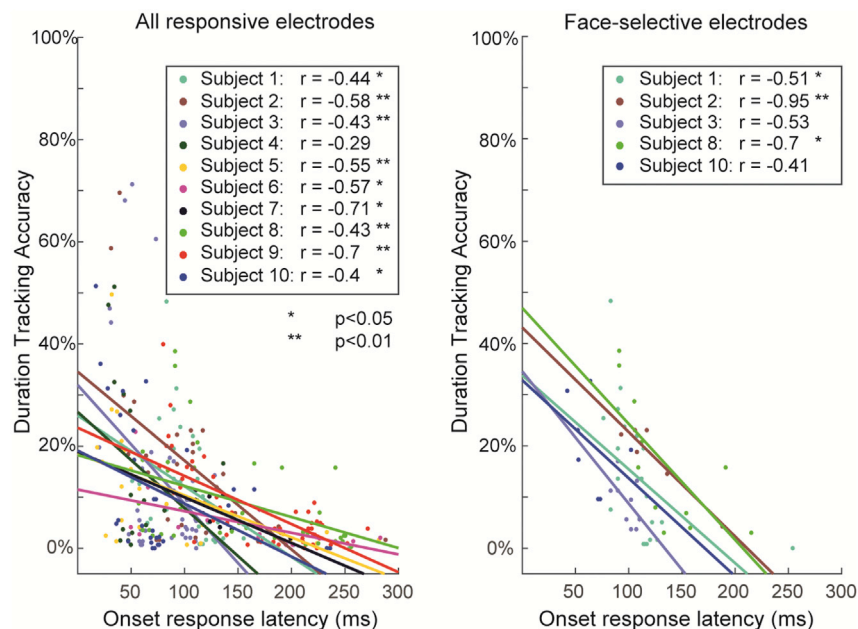 All responsive electrodes
100%
80%
60%
40%
20%
0%
Duration Tracking Accuracy
Subject 1: r = -0.44 *
Subject 2: r = -0.58 **
Subject 3: r = -0.43 **
Subject 4: r = -0.29
Subject 5: r = -0.55 **
Subject 6: r = -0.57 *
Subject 7: r = -0.71 *
Subject 8: r = -0.43 **
Subject 9: r = -0.7 **
Subject 10: r = -0.4 *
* p<0.05
** p<0.01
50 100 150 200 250 300
Onset response latency (ms)
Face-selective electrodes
100%
80%
60%
40%
20%
0%
Duration Tracking Accuracy
Subject 1: r = -0.51 *
Subject 2: r = -0.95 **
Subject 3: r = -0.53
Subject 8: r = -0.7 *
Subject 10: r = -0.41
50 100 150 200 250 300
Onset response latency (ms)